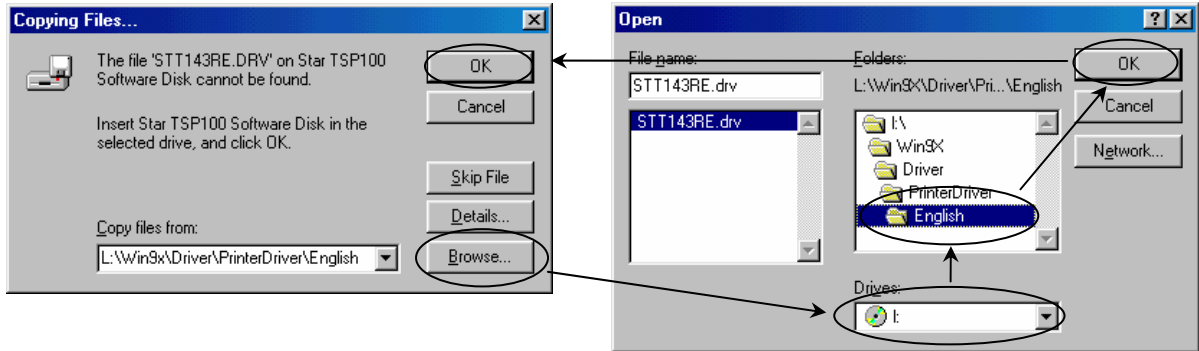 Copying Files...
The file 'STT143RE.DRV' on Star TSP100
Software Disk cannot be found.
Insert Star TSP100 Software Disk in the
selected drive, and click OK.
OK
Cancel
Skip File
Details...
Copy files from:
L:\Win9x\Driver\PrinterDriver\English
Browse...
Open
File name:
STT143RE.drv
STT143RE.drv
Folders:
L:\Win9X\Driver\Pri...\English
I:\
Win9X
Driver
PrinterDriver
English
Drives:
I:
OK
Cancel
Network...